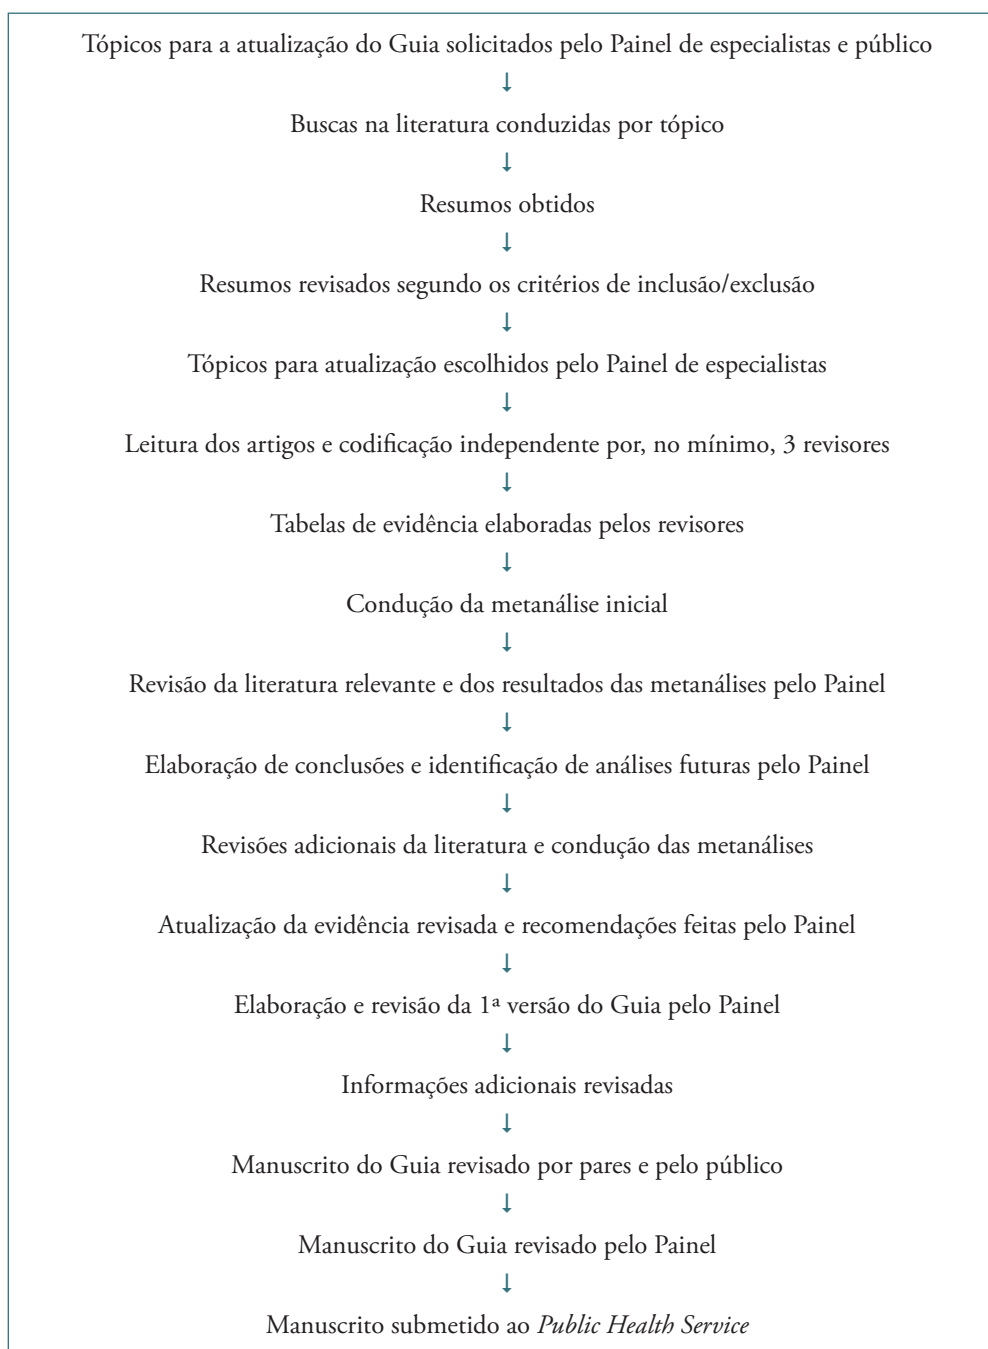 Tópicos para a atualização do Guia solicitados pelo Painel de especialistas e público
↓
Buscas na literatura conduzidas por tópico
↓
Resumos obtidos
↓
Resumos revisados segundo os critérios de inclusão/exclusão
↓
Tópicos para atualização escolhidos pelo Painel de especialistas
↓
Leitura dos artigos e codificação independente por, no mínimo, 3 revisores
↓
Tabelas de evidência elaboradas pelos revisores
↓
Condução da metanálise inicial
↓
Revisão da literatura relevante e dos resultados das metanálises pelo Painel
↓
Elaboração de conclusões e identificação de análises futuras pelo Painel
↓
Revisões adicionais da literatura e condução das metanálises
↓
Atualização da evidência revisada e recomendações feitas pelo Painel
↓
Elaboração e revisão da 1ª versão do Guia pelo Painel
↓
Informações adicionais revisadas
↓
Manuscrito do Guia revisado por pares e pelo público
↓
Manuscrito do Guia revisado pelo Painel
↓
Manuscrito submetido ao Public Health Service